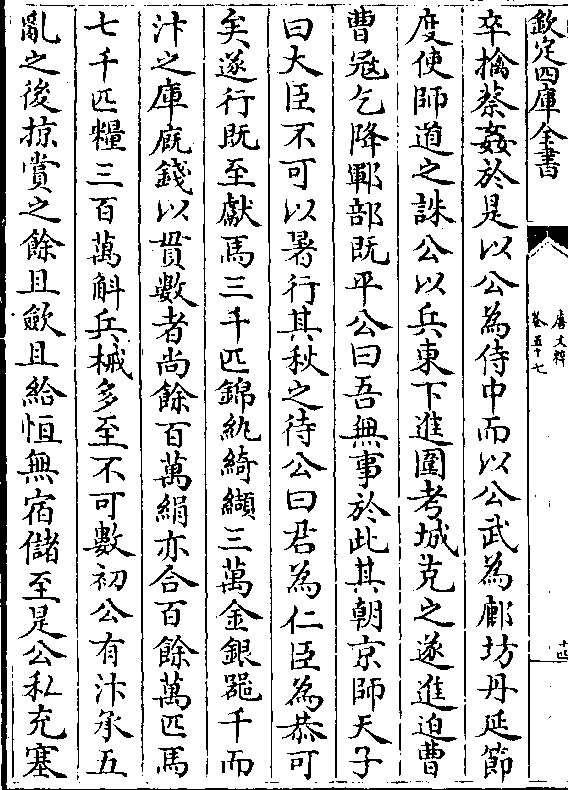 欽定四庫全書
唐文粹
卷五十七
十四
卒擒蔡姦於是以公為侍中而以公武為鄜坊丹延節
度使師道之誅公以兵東下進圍考城克之遂進迫曹
曹冦乞降鄆部既平公曰吾無事於此其朝京師天子
曰大臣不可以暑行其秋之待公曰君為仁臣為恭可
矣遂行既至獻馬三千匹錦紈綺纈三萬金銀器千而
汴之庫廐錢以貫數者尚餘百萬絹亦合百餘萬匹馬
七千匹糧三百萬斛兵械多至不可數初公有汴承五
亂之後掠賞之餘且歛且給恒無宿儲至是公私充塞